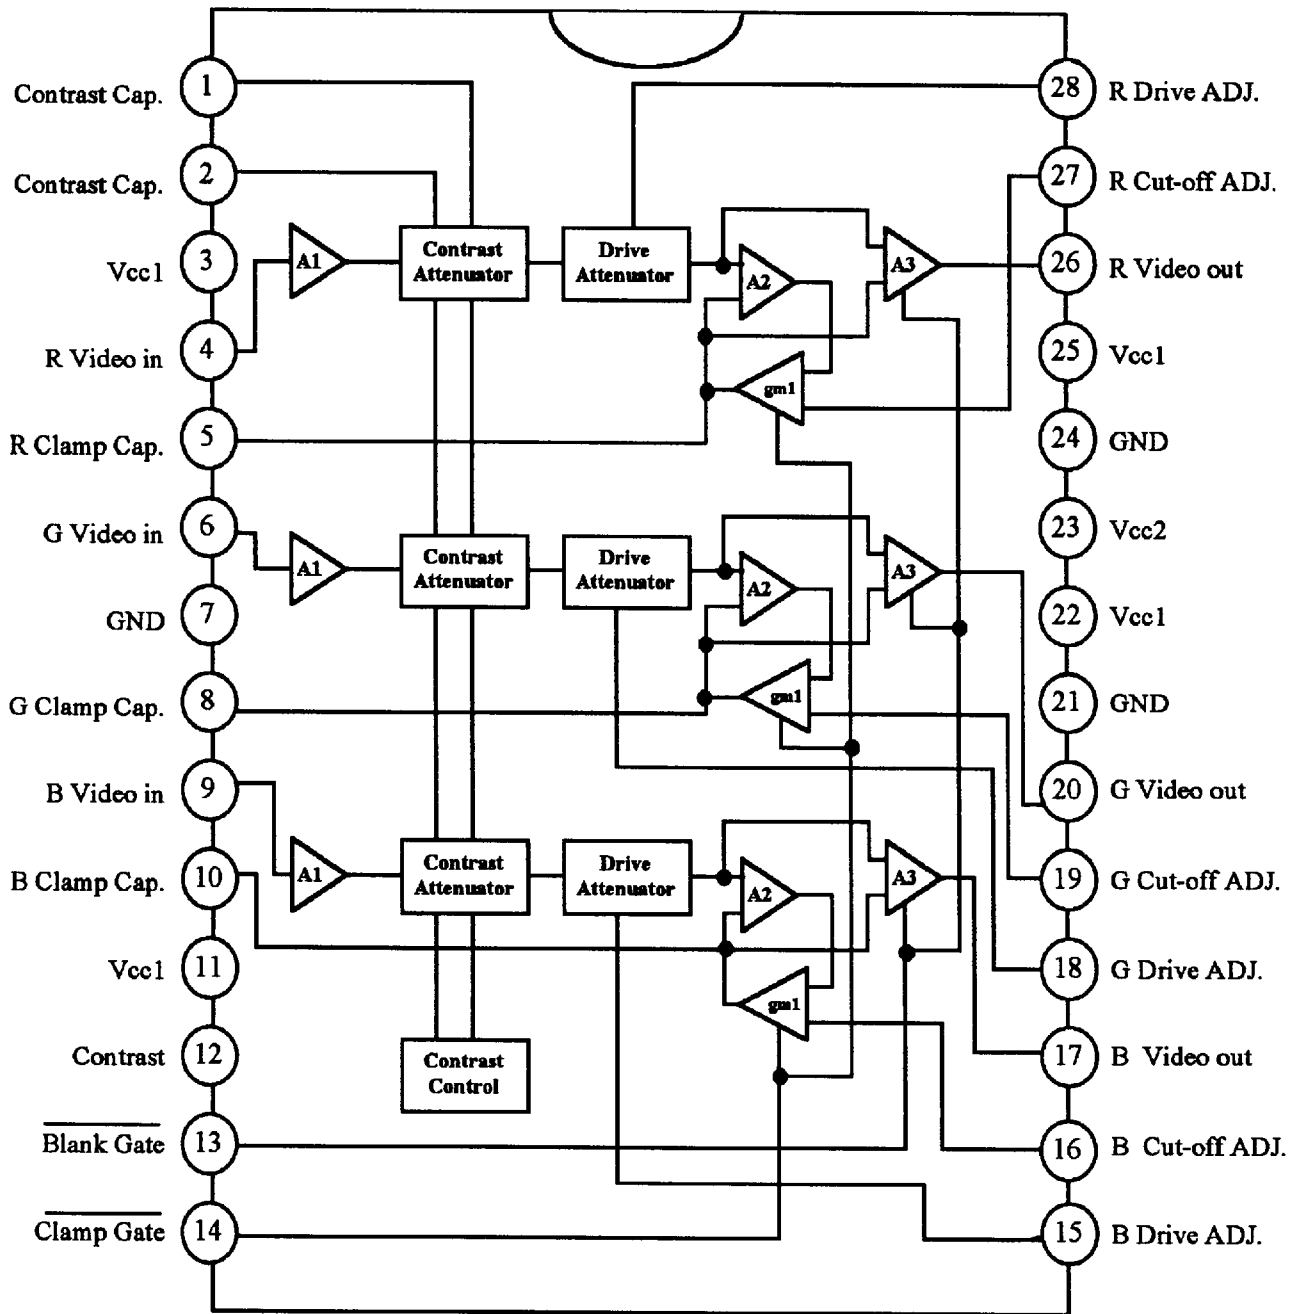 1
Contrast Cap.
2
Contrast Cap.
3
Vcc1
4
R Video in
5
R Clamp Cap.
6
G Video in
7
GND
8
G Clamp Cap.
9
B Video in
10
B Clamp Cap.
11
Vcc1
12
Contrast
13
Blank Gate
14
Clamp Gate
A1
Contrast
Attenuator
Drive
Attenuator
A2
A3
gm1
A1
Contrast
Attenuator
Drive
Attenuator
A2
A3
gm1
A1
Contrast
Attenuator
Drive
Attenuator
A2
A3
gm1
Contrast
Control
28
R Drive ADJ.
27
R Cut-off ADJ.
26
R Video out
25
Vcc1
24
GND
23
Vcc2
22
Vcc1
21
GND
20
G Video out
19
G Cut-off ADJ.
18
G Drive ADJ.
17
B Video out
16
B Cut-off ADJ.
15
B Drive ADJ.